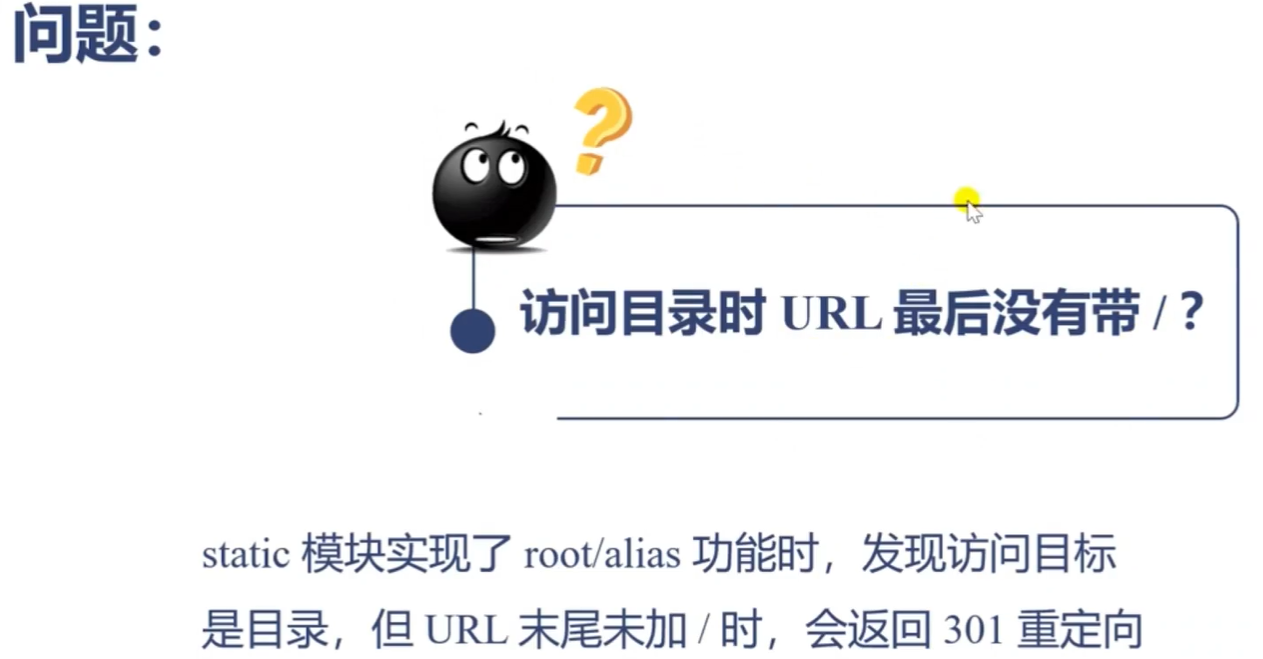 问题：
访问目录时 URL 最后没有带 / ？
static 模块实现了 root/alias 功能时，发现访问目标
是目录，但 URL 末尾未加 / 时，会返回 301 重定向